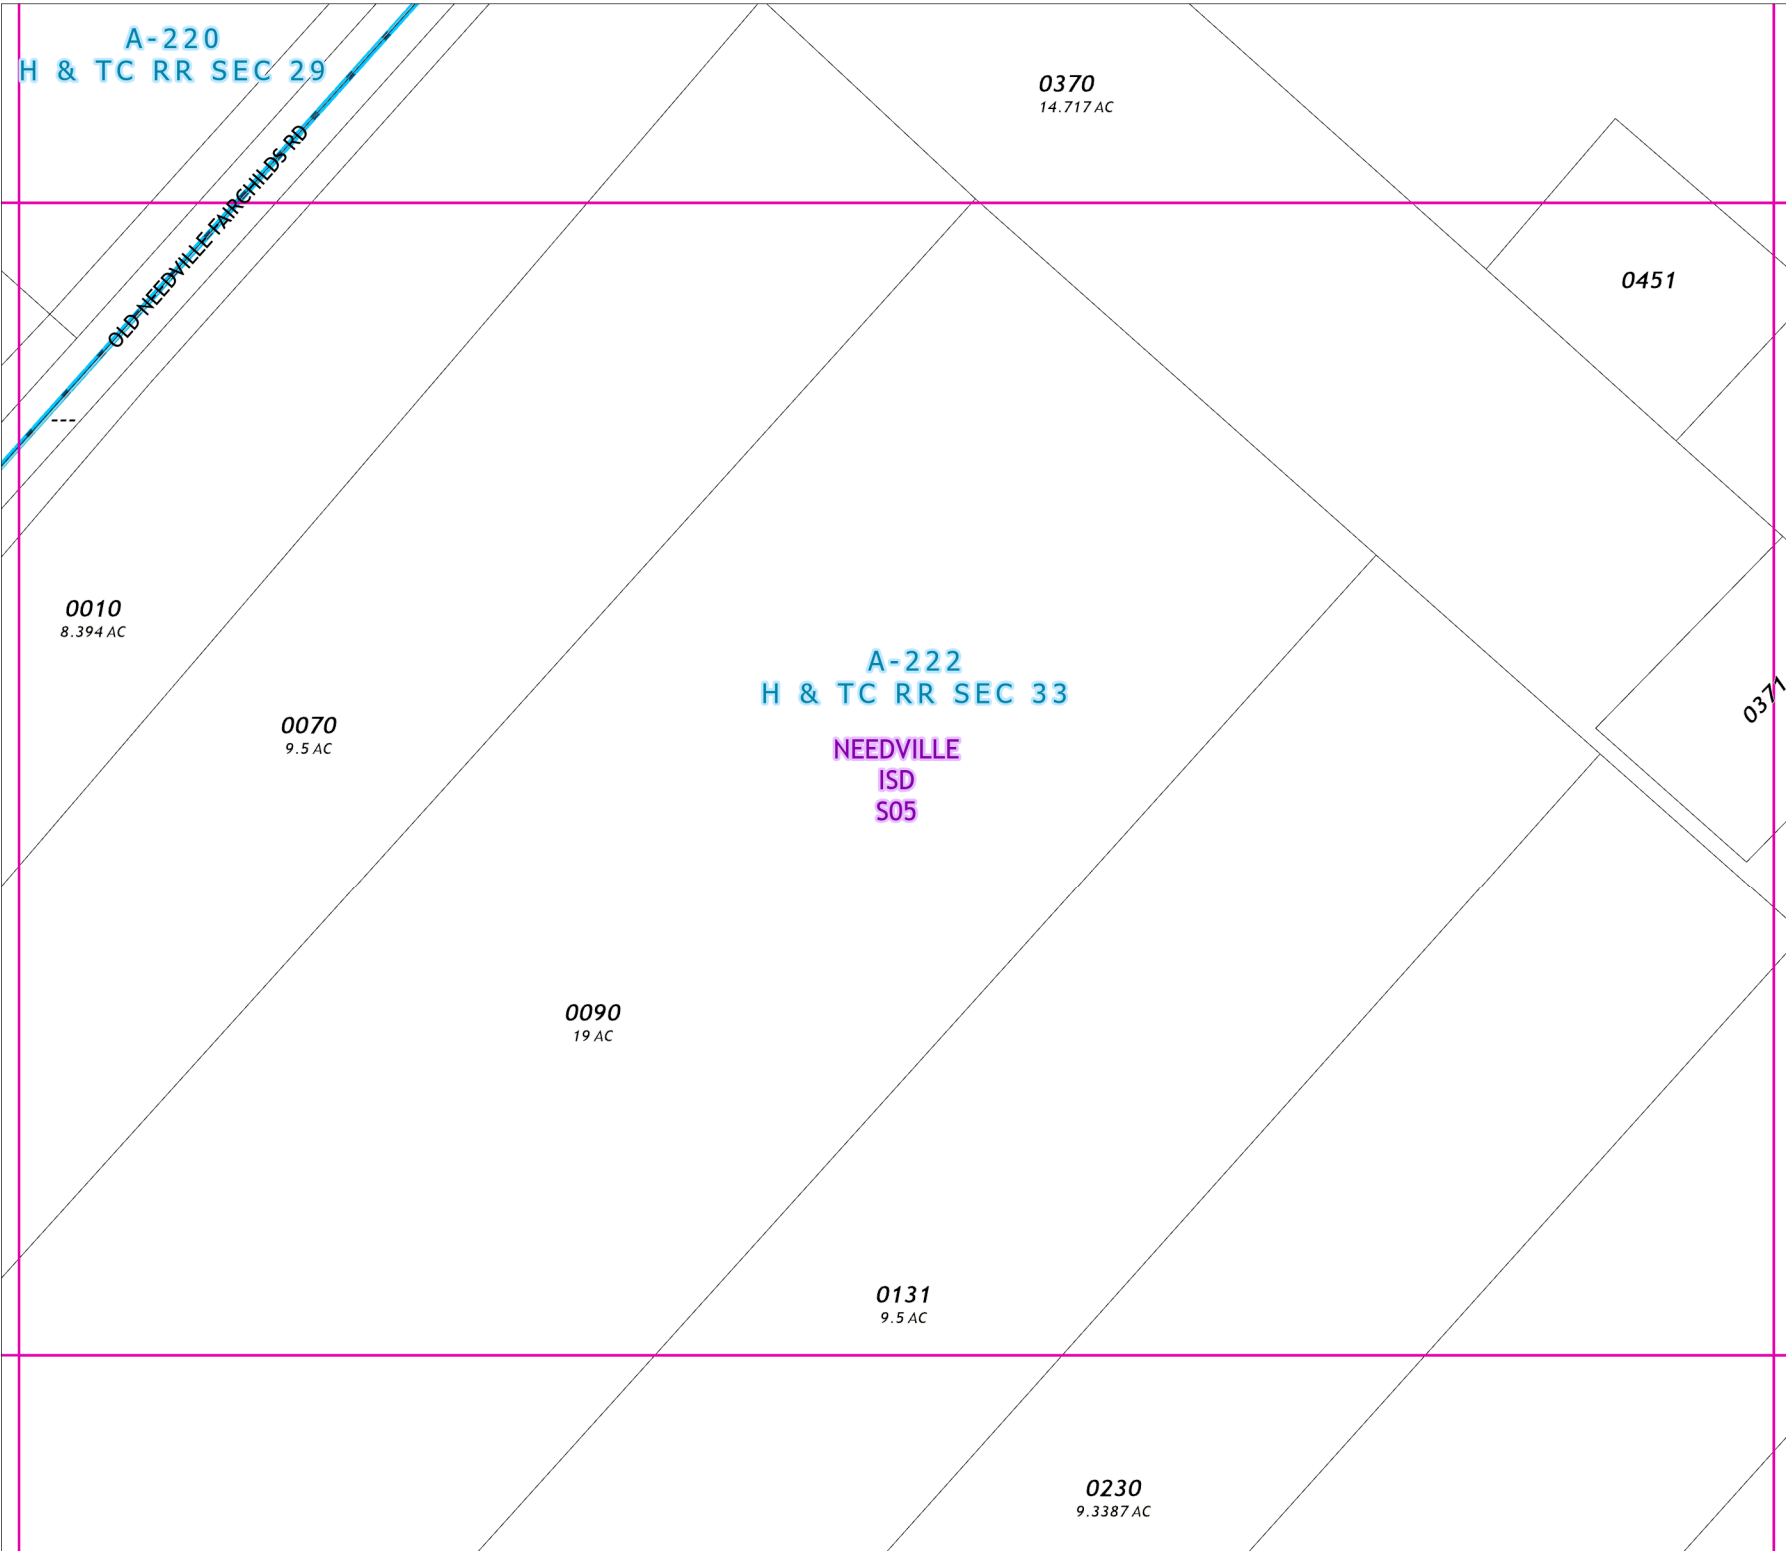 A-220
H & TC RR SEC 29
0370
14.717 AC
OLD NEEDVILLE FAIRCHILDS RD
0451
----
0010
8.394 AC
A-222
H & TC RR SEC 33
0371
0070
9.5 AC
NEEDVILLE
ISD
S05
0090
19 AC
0131
9.5 AC
0230
9.3387 AC